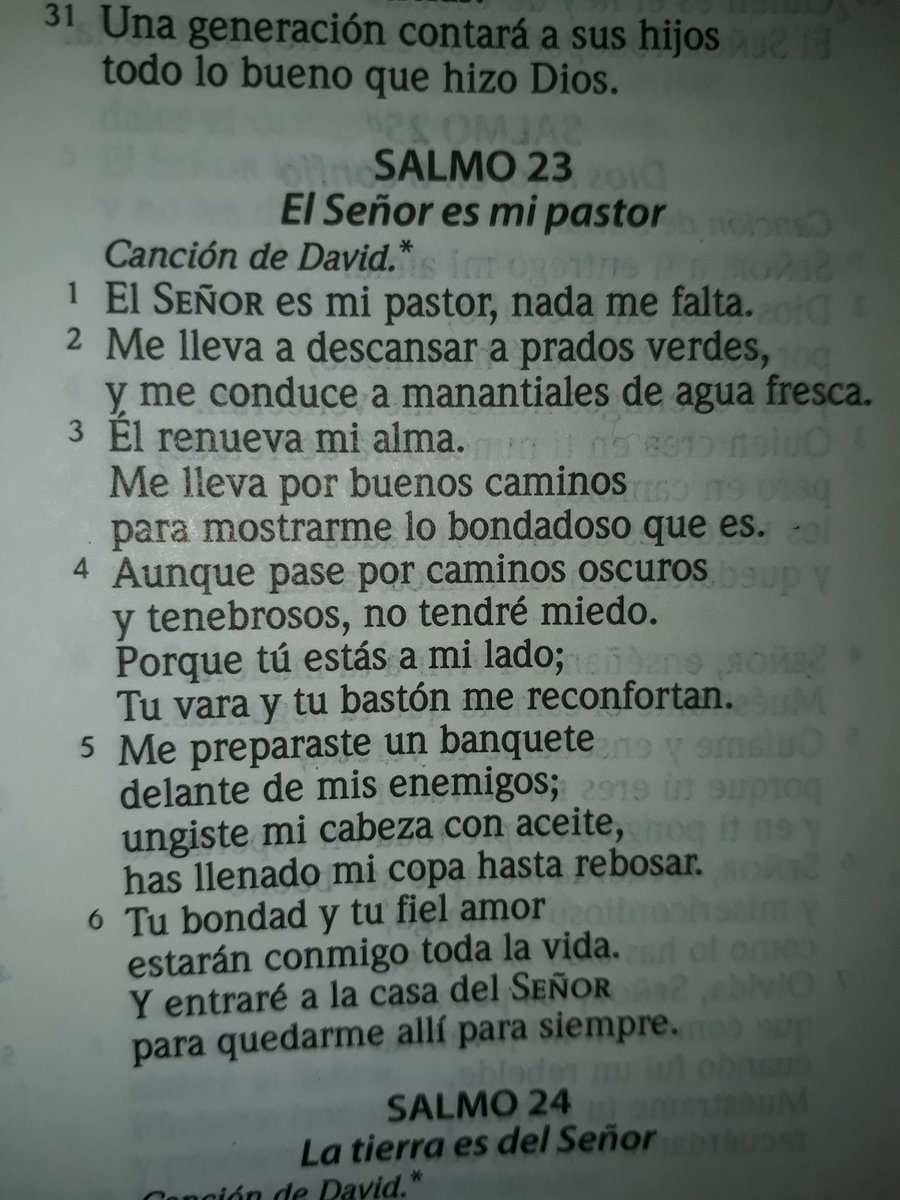 31 Una generación contará a sus hijos
todo lo bueno que hizo Dios.
SALMO 23
El Señor es mi pastor
Canción de David.*
1 El SEÑOR es mi pastor, nada me falta.
2 Me lleva a descansar a prados verdes,
y me conduce a manantiales de agua fresca.
3 Él renueva mi alma.
Me lleva por buenos caminos
para mostrarme lo bondadoso que es.
4 Aunque pase por caminos oscuros
y tenebrosos, no tendré miedo.
Porque tú estás a mi lado;
Tu vara y tu bastón me reconfortan.
5 Me preparaste un banquete
delante de mis enemigos;
ungiste mi cabeza con aceite,
has llenado mi copa hasta rebosar.
6 Tu bondad y tu fiel amor
estarán conmigo toda la vida.
Y entraré a la casa del SEÑOR
para quedarme allí para siempre.
SALMO 24
La tierra es del Señor
Canción de David.*